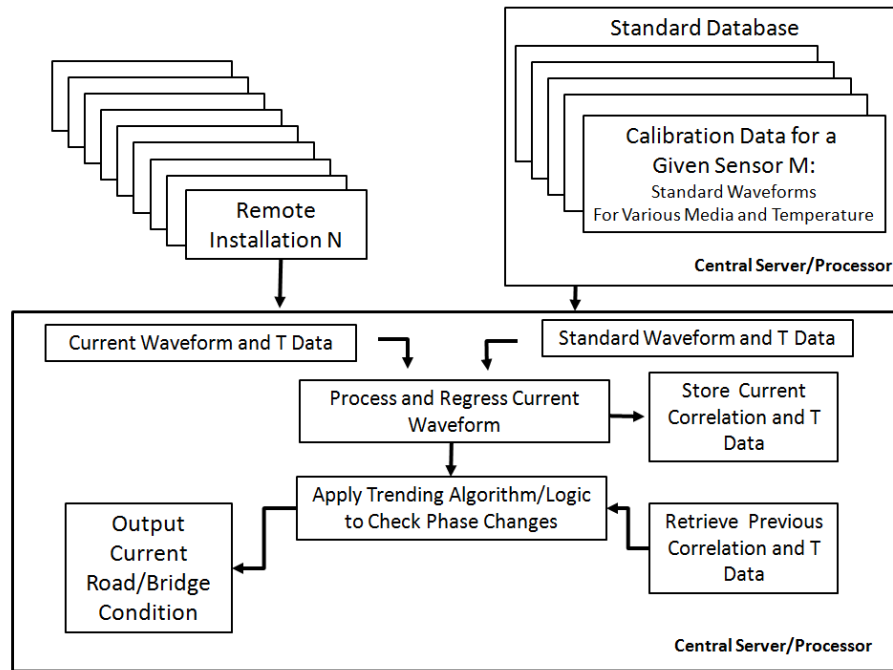 Standard Database
Calibration Data for a
Given Sensor M:
Standard Waveforms
For Various Media and Temperature
Central Server/Processor
Remote
Installation N
Current Waveform and T Data
Standard Waveform and T Data
Process and Regress Current
Waveform
Store Current
Correlation and T
Data
Apply Trending Algorithm/Logic
to Check Phase Changes
Retrieve Previous
Correlation and T
Data
Output
Current
Road/Bridge
Condition
Central Server/Processor